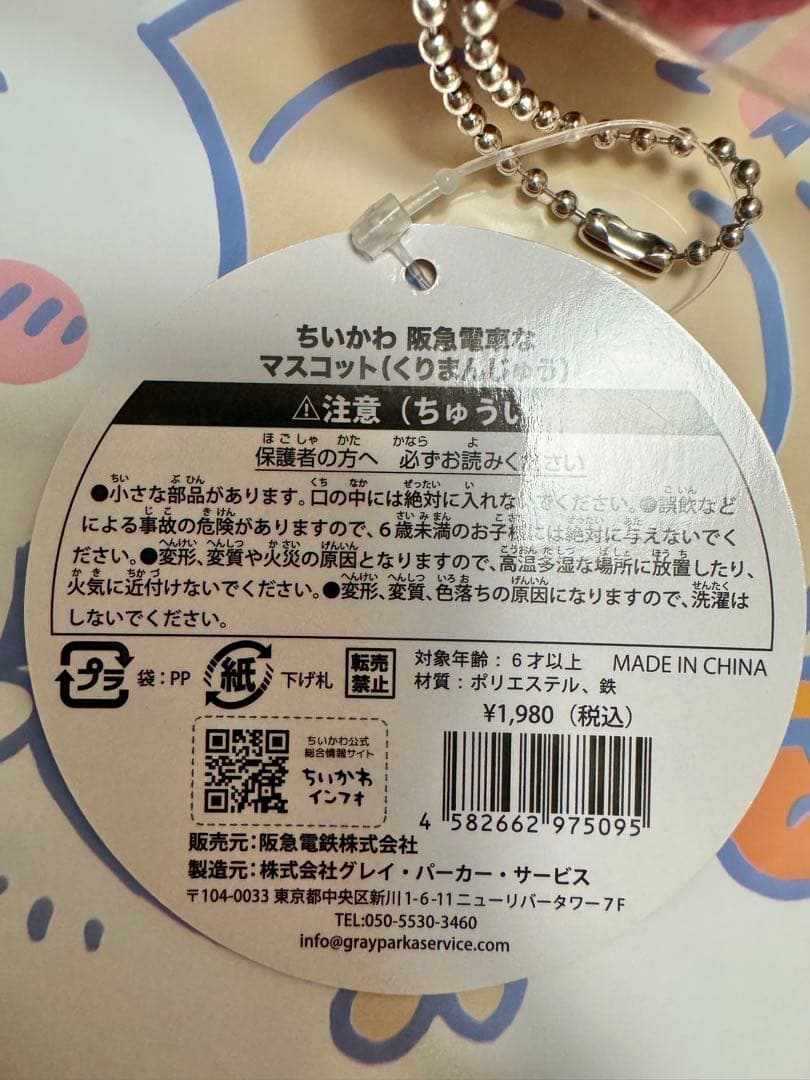 ちいかわ 阪急電車な
マスコット(くりまんじゅう)
⚠注意(ちゅうい
保護者の方へ 必ずお読みください
●小さな部品があります。口の中には絶対に入れないでください。●誤飲など
による事故の危険がありますので、6歳未満のお子様には絶対に与えないでく
ださい。●変形、変質や火災の原因となりますので、高温多湿な場所に放置したり、
火気に近付けないでください。●変形、変質、色落ちの原因になりますので、洗濯は
しないでください。
プラ 袋:PP 紙 下げ札 転売禁止
対象年齢:6才以上 MADE IN CHINA
材質:ポリエステル、鉄
¥1,980(税込)
ちいかわ公式
総合情報サイト
ちいかわ
インフォ
4 582662 975095
販売元:阪急電鉄株式会社
製造元:株式会社グレイ・パーカー・サービス
〒104-0033 東京都中央区新川1-6-11ニューリバータワー7F
TEL:050-5530-3460
info@grayparkaservice.com